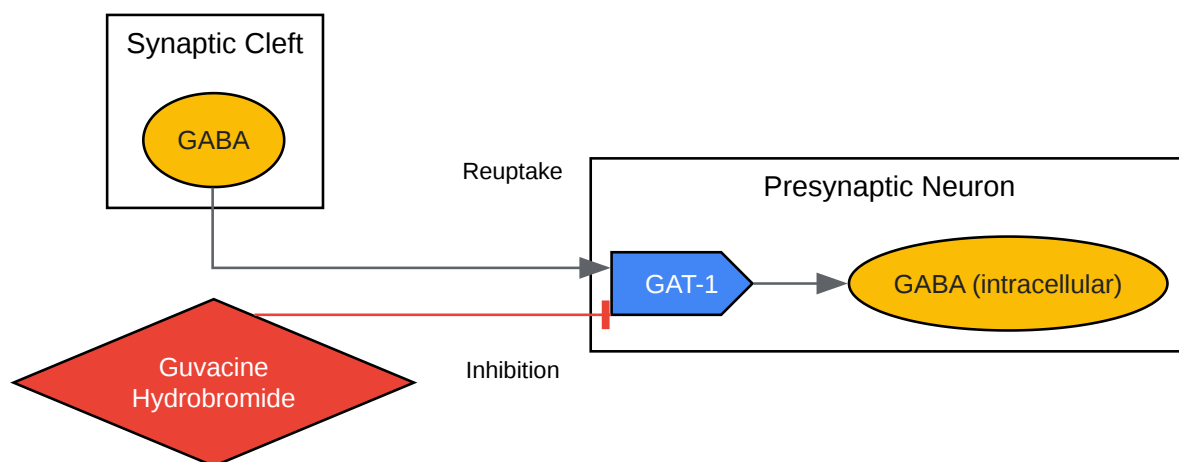 Synaptic Cleft
GABA
Reuptake
Presynaptic Neuron
GAT-1
GABA (intracellular)
Guvacine
Hydrobromide
Inhibition